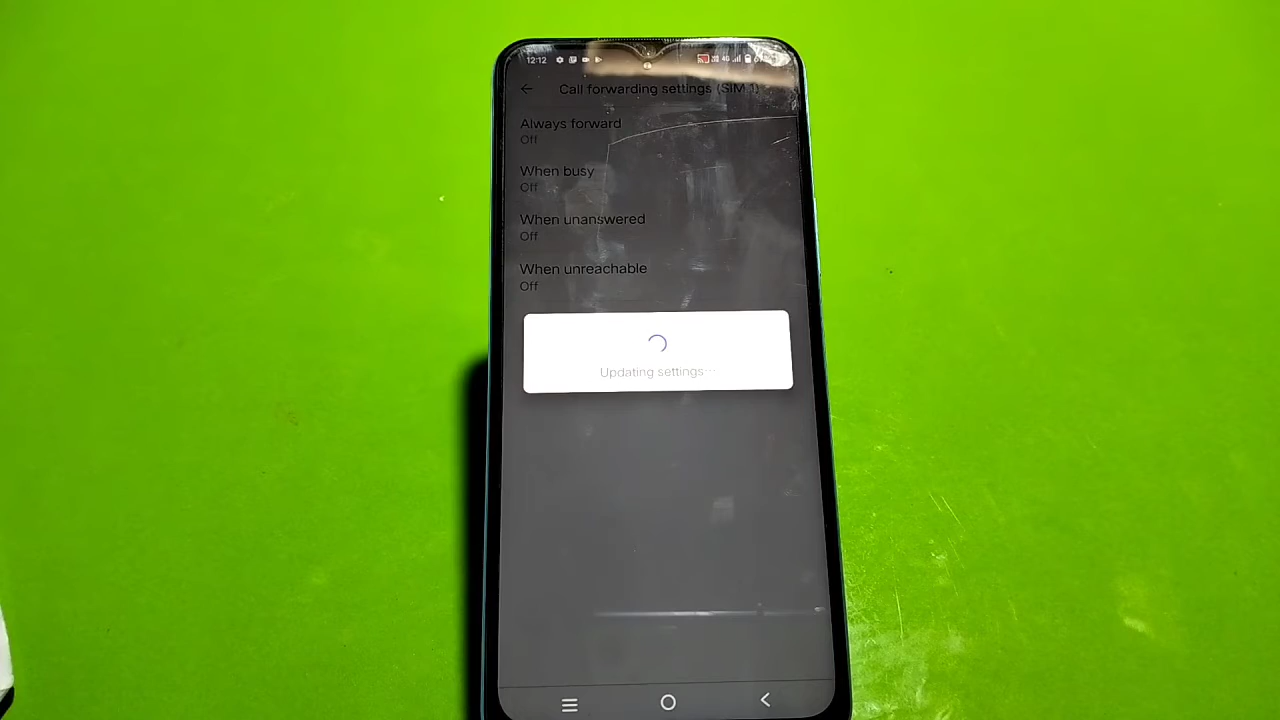 12:12
4G
Call forwarding settings (SIM 1)
Always forward
Off
When busy
Off
When unanswered
Off
When unreachable
Off
Updating settings...